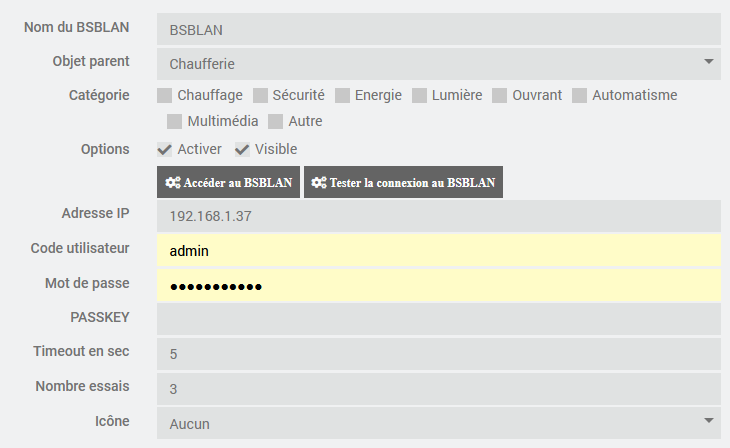 Nom du BSBLAN BSBLAN
Objet parent Chaufferie
Catégorie Chauffage Sécurité Energie Lumière Ouvrant Automatisme
Multimédia Autre
Options Activer Visible
Accéder au BSBLAN Tester la connexion au BSBLAN
Adresse IP 192.168.1.37
Code utilisateur admin
Mot de passe •••••••••••
PASSKEY
Timeout en sec 5
Nombre essais 3
Icône Aucun